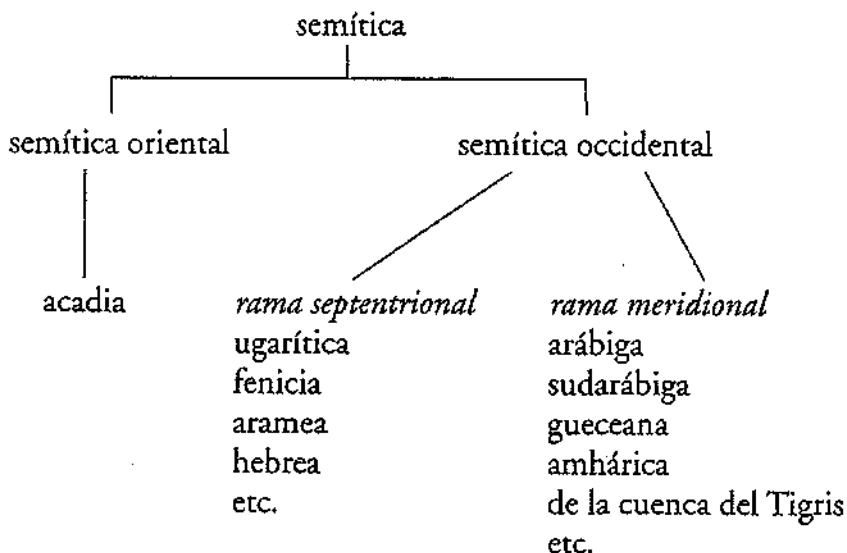 semítica
semítica oriental
semítica occidental
acadia
rama septentrional
ugarítica
fenicia
aramea
hebrea
etc.
rama meridional
arábiga
sudarábiga
gueceana
amhárica
de la cuenca del Tigris
etc.